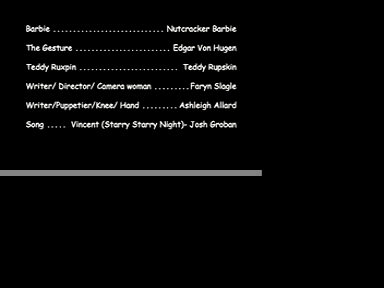 Barbie ............................ Nutcracker Barbie
The Gesture ........................ Edgar Von Hugen
Teddy Ruxpin ......................... Teddy Rupskin
Writer/ Director/ Camera woman .........Faryn Slagle
Writer/Puppetier/Knee/ Hand ......... Ashleigh Allard
Song ..... Vincent (Starry Starry Night)- Josh Groban